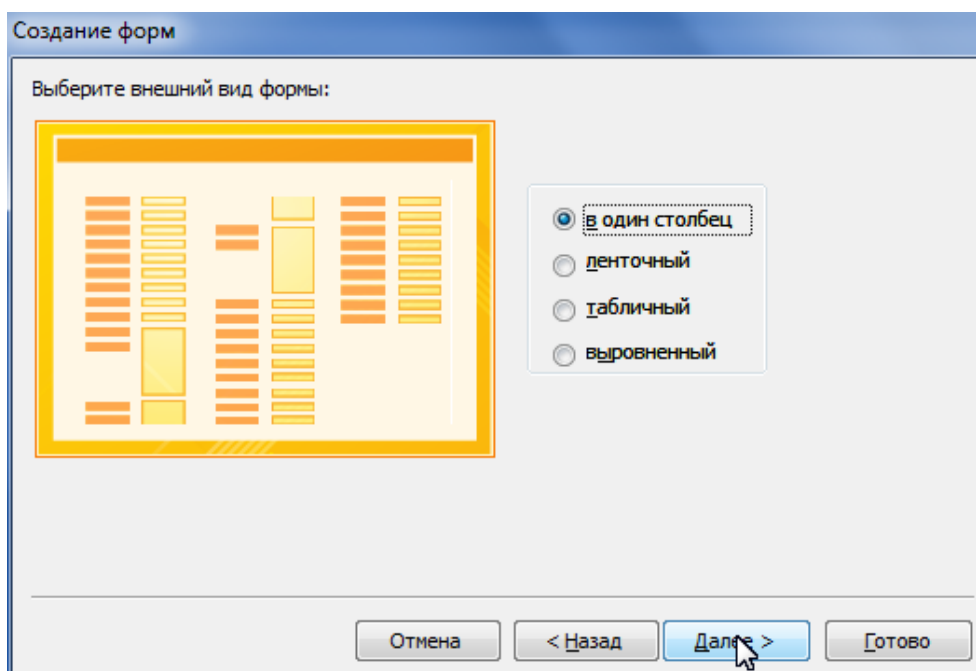 Создание форм
Выберите внешний вид формы:
в один столбец
ленточный
табличный
выровненный
Отмена
< Назад
Далее >
Готово